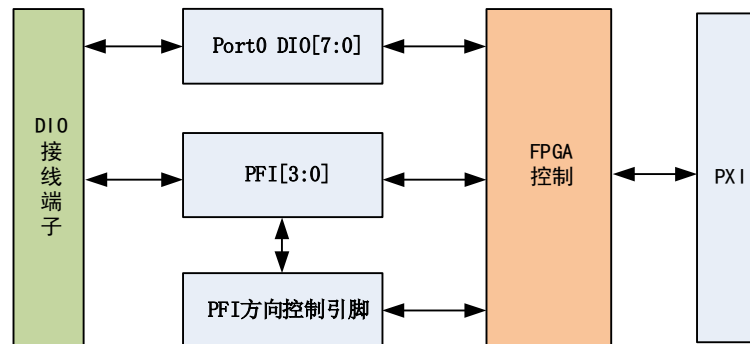 DIO
接
线
端
子
Port0 DIO[7:0]
PFI[3:0]
PFI方向控制引脚
FPGA
控制
PXI